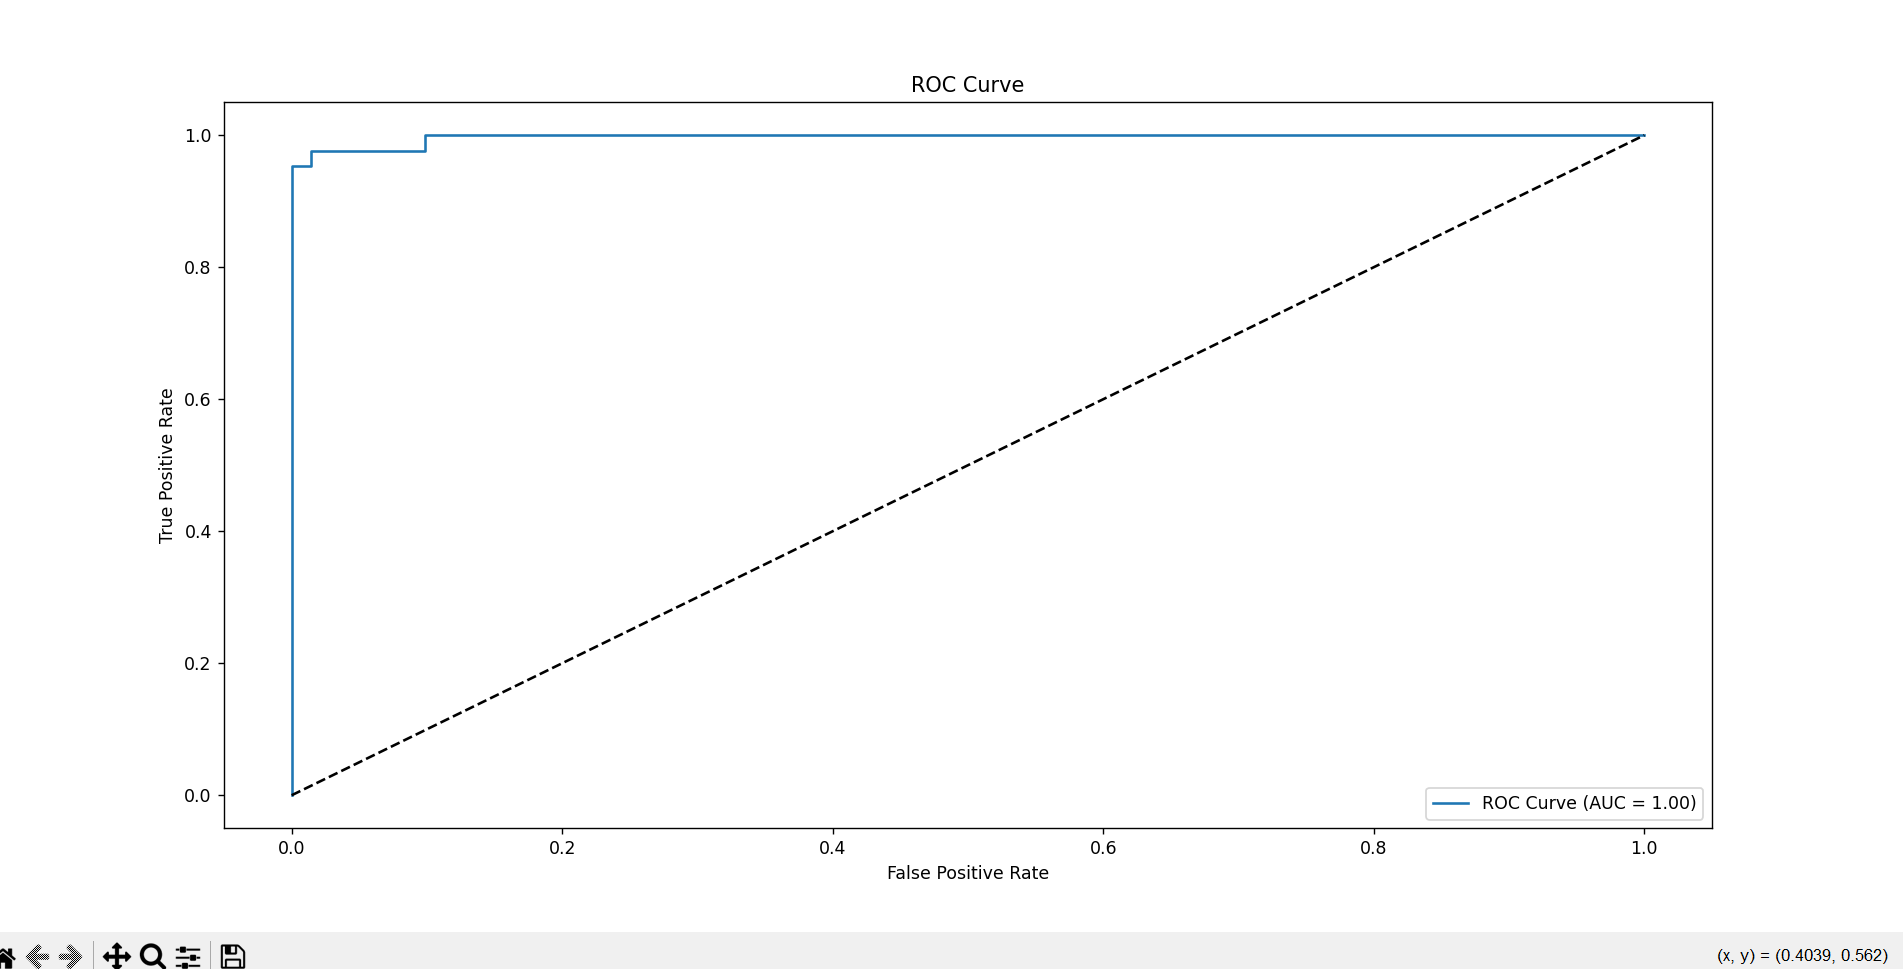 ROC Curve
1.0
0.8
0.6
0.4
0.2
0.0
True Positive Rate
ROC Curve (AUC = 1.00)
0.0 0.2 0.4 0.6 0.8 1.0
False Positive Rate
(x, y) = (0.4039, 0.562)